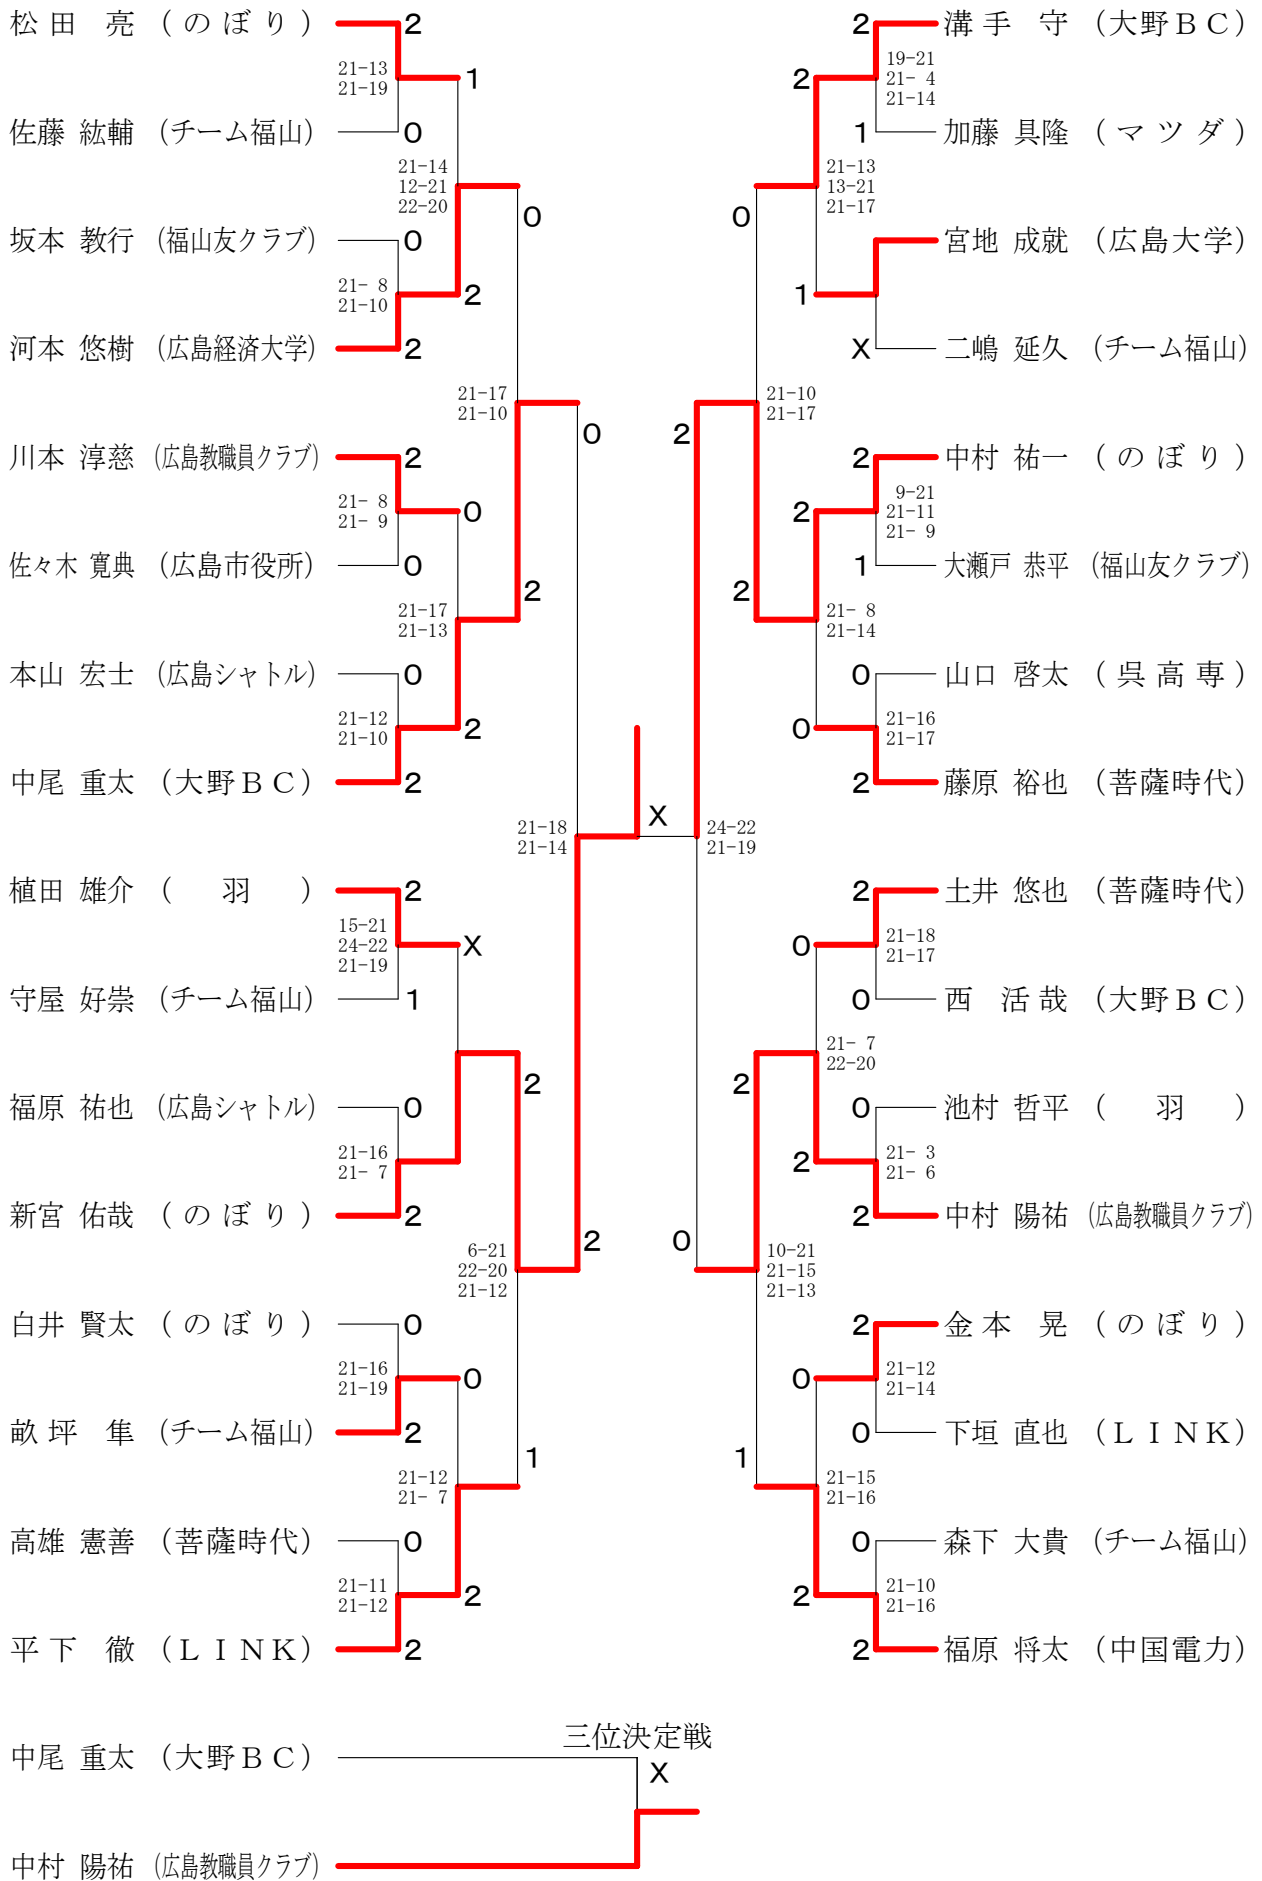 松田 亮 (のぼり) 2
21-13
21-19
1
佐藤 紘輔 (チーム福山) 0
21-14
12-21
22-20
0
坂本 教行 (福山友クラブ) 0
21- 8
21-10
2
河本 悠樹 (広島経済大学) 2
21-17
21-10
0
川本 淳慈 (広島教職員クラブ) 2
21- 8
21- 9
0
佐々木 寛典 (広島市役所) 0
21-17
21-13
2
本山 宏士 (広島シャトル) 0
21-12
21-10
2
中尾 重太 (大野BC) 2
21-18
21-14
X
植田 雄介 (羽) 2
15-21
24-22
21-19
X
守屋 好崇 (チーム福山) 1
2
福原 祐也 (広島シャトル) 0
21-16
21- 7
新宮 佑哉 (のぼり) 2
6-21
22-20
21-12
2
白井 賢太 (のぼり) 0
21-16
21-19
0
畝坪 隼 (チーム福山) 2
21-12
21- 7
1
高雄 憲善 (菩薩時代) 0
21-11
21-12
2
平下 徹 (LINK) 2
2 溝手 守 (大野BC)
19-21
21- 4
21-14
2
1 加藤 具隆 (マツダ)
21-13
13-21
21-17
0
宮地 成就 (広島大学)
1
X 二嶋 延久 (チーム福山)
21-10
21-17
2
2 中村 祐一 (のぼり)
9-21
21-11
21- 9
2
1 大瀬戸 恭平 (福山友クラブ)
2
21- 8
21-14
0 山口 啓太 (呉高専)
21-16
21-17
0
2 藤原 裕也 (菩薩時代)
24-22
21-19
2 土井 悠也 (菩薩時代)
21-18
21-17
0
0 西 活哉 (大野BC)
21- 7
22-20
2
0 池村 哲平 (羽)
21- 3
21- 6
2
2 中村 陽祐 (広島教職員クラブ)
0
10-21
21-15
21-13
2 金本 晃 (のぼり)
21-12
21-14
0
0 下垣 直也 (LINK)
1
21-15
21-16
0 森下 大貴 (チーム福山)
21-10
21-16
2
2 福原 将太 (中国電力)
三位決定戦
中尾 重太 (大野BC)
X
中村 陽祐 (広島教職員クラブ)